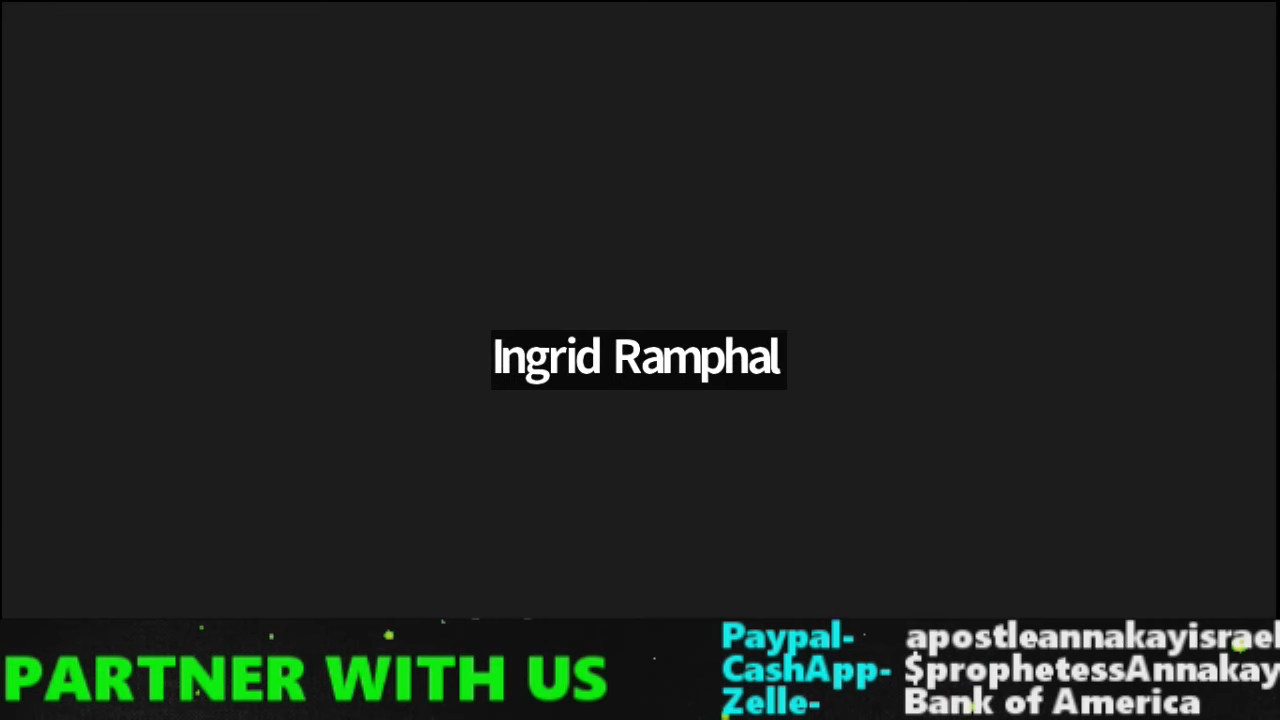 Ingrid Ramphal
PARTNER WITH US
Paypal- apostleannakayisrael
CashApp- $prophetessAnnakay
Zelle- Bank of America